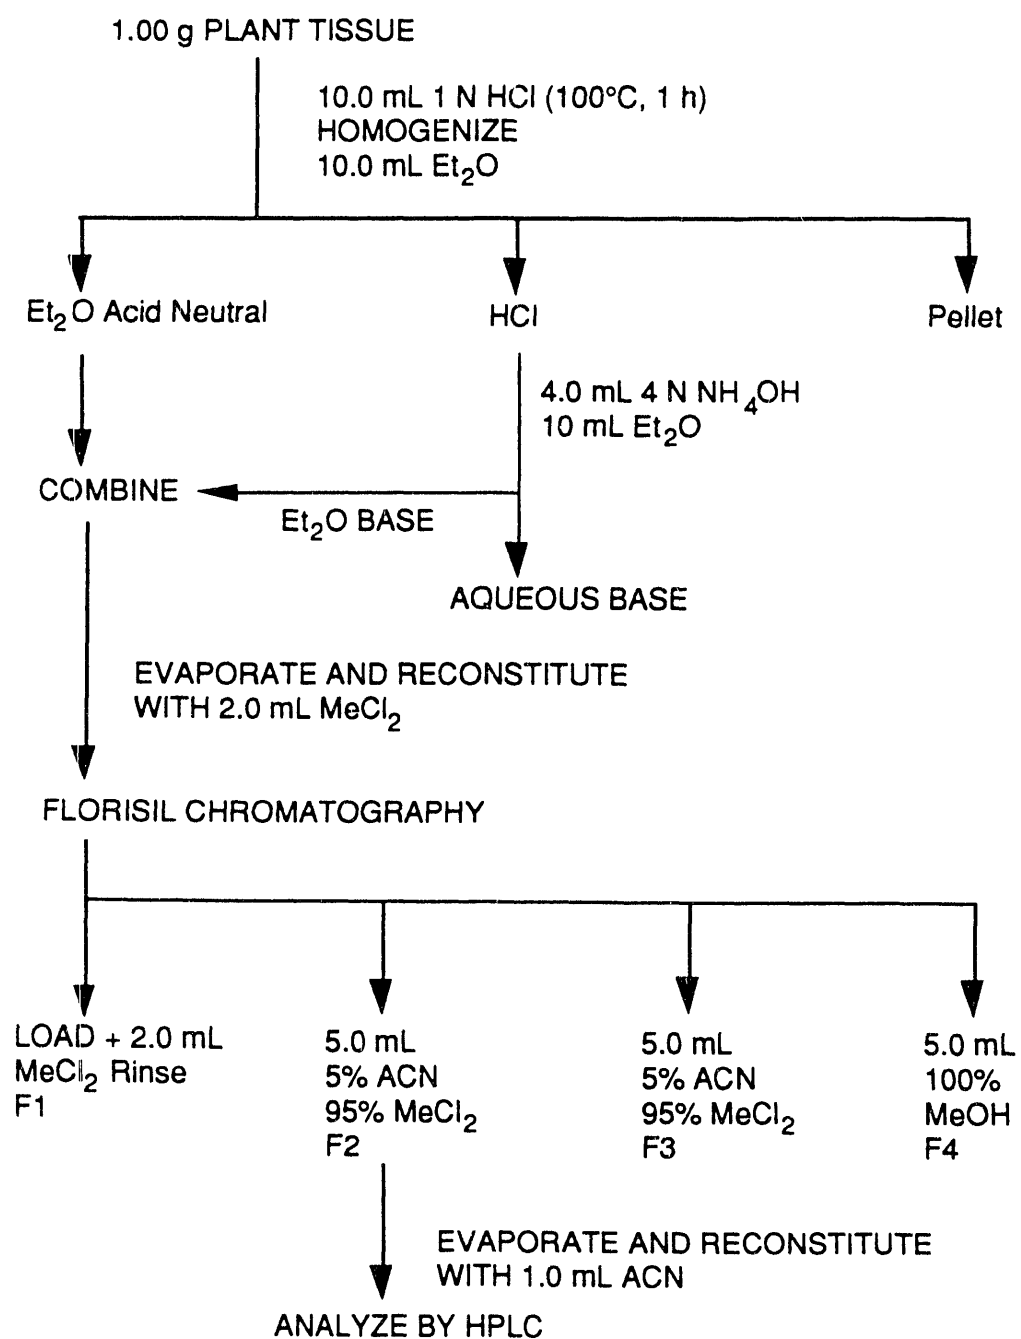 1.00 g PLANT TISSUE
10.0 mL 1 N HCl (100°C, 1 h)
HOMOGENIZE
10.0 mL Et2O
Et2O Acid Neutral
HCl
Pellet
4.0 mL 4 N NH4OH
10 mL Et2O
COMBINE
Et2O BASE
AQUEOUS BASE
EVAPORATE AND RECONSTITUTE
WITH 2.0 mL MeCl2
FLORISIL CHROMATOGRAPHY
LOAD + 2.0 mL
MeCl2 Rinse
F1
5.0 mL
5% ACN
95% MeCl2
F2
5.0 mL
5% ACN
95% MeCl2
F3
5.0 mL
100%
MeOH
F4
EVAPORATE AND RECONSTITUTE
WITH 1.0 mL ACN
ANALYZE BY HPLC